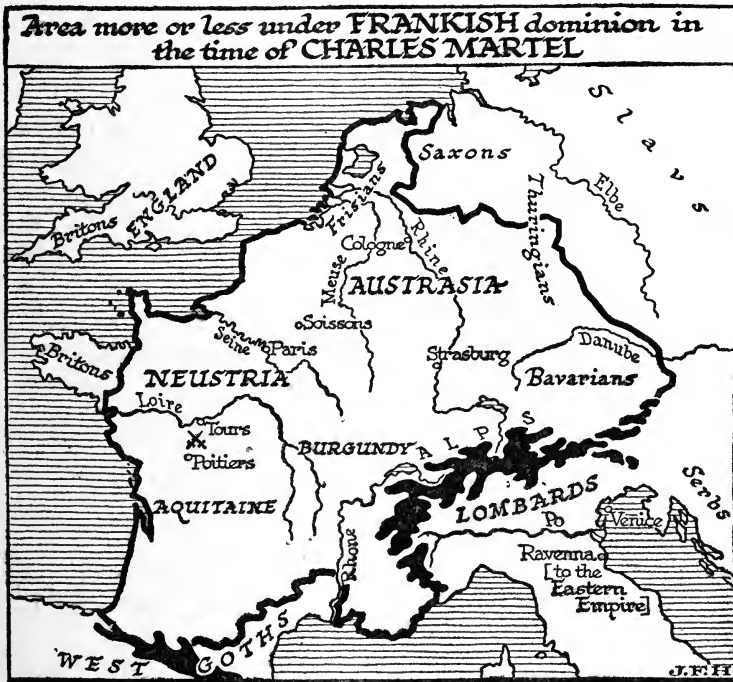 Area more or less under FRANKISH dominion in
the time of CHARLES MARTEL
Slavs
Saxons
Elbe
ENGLAND
Britons
Frisians
Thuringians
Cologne
Rhine
Meuse
AUSTRASIA
Soissons
Seine
Paris
Strasburg
Danube
Britons
NEUSTRIA
Bavarians
Loire
Tours
Poitiers
BURGUNDY
ALPS
AQUITAINE
LOMBARDS
Serbs
Po
Venice
Rhone
Ravenna
[to the
Eastern
Empire]
WEST GOTHS
J.F.H